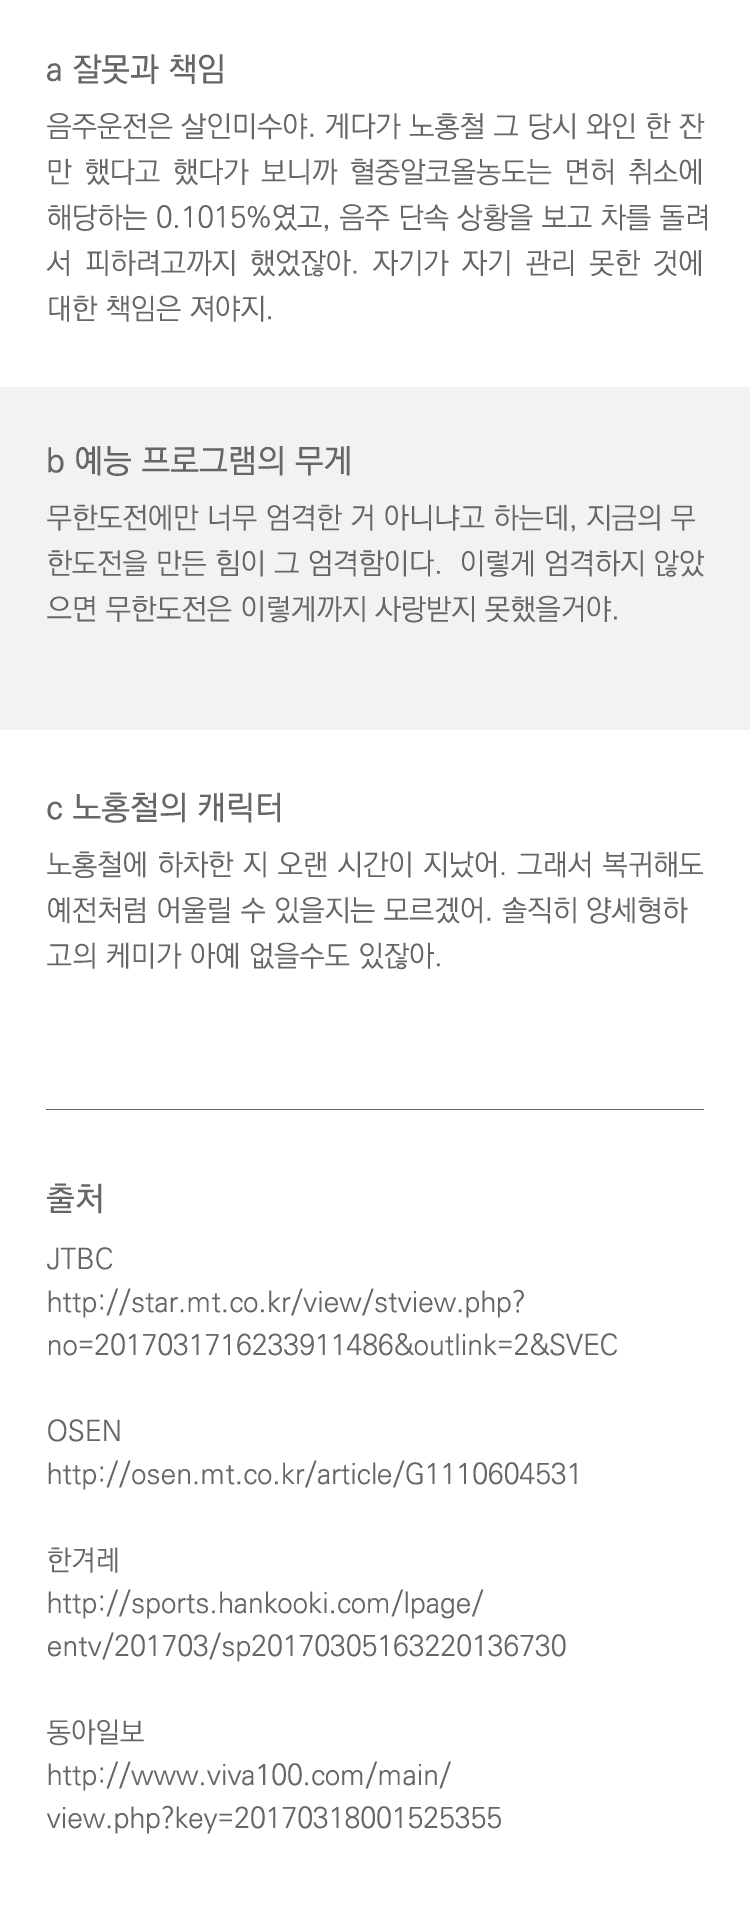 a 잘못과 책임
음주운전은 살인미수야. 게다가 노홍철 그 당시 와인 한 잔
만 했다고 했다가 보니까 혈중알코올농도는 면허 취소에
해당하는 0.1015%였고, 음주 단속 상황을 보고 차를 돌려
서 피하려고까지 했었잖아. 자기가 자기 관리 못한 것에
대한 책임은 져야지.
b 예능 프로그램의 무게
무한도전에만 너무 엄격한 거 아니냐고 하는데, 지금의 무
한도전을 만든 힘이 그 엄격함이다. 이렇게 엄격하지 않았
으면 무한도전은 이렇게까지 사랑받지 못했을거야.
c 노홍철의 캐릭터
노홍철에 하차한 지 오랜 시간이 지났어. 그래서 복귀해도
예전처럼 어울릴 수 있을지는 모르겠어. 솔직히 양세형하
고의 케미가 아예 없을수도 있잖아.
출처
JTBC
http://star.mt.co.kr/view/stview.php?
no=2017031716233911486&outlink=2&SVEC
OSEN
http://osen.mt.co.kr/article/G1110604531
한겨레
http://sports.hankooki.com/lpage/
entv/201703/sp20170305163220136730
동아일보
http://www.viva100.com/main/
view.php?key=20170318001525355